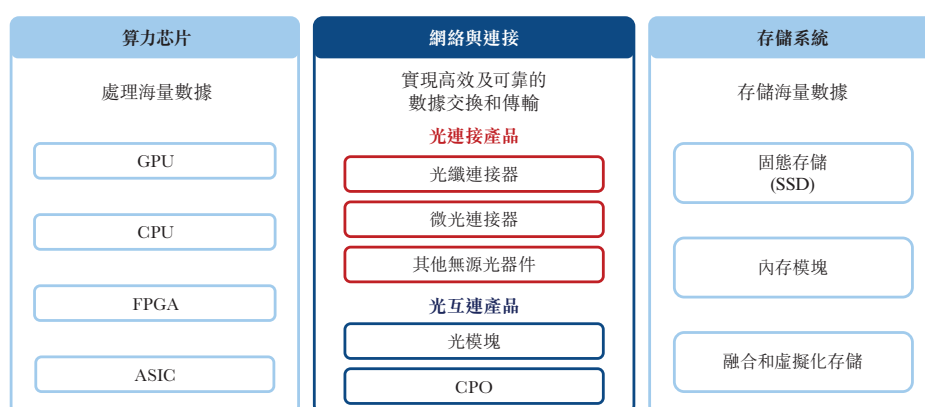 算力芯片
處理海量數據
GPU
CPU
FPGA
ASIC
網絡與連接
實現高效及可靠的
數據交換和傳輸
光連接產品
光纖連接器
微光連接器
其他無源光器件
光互連產品
光模塊
CPO
存儲系統
存儲海量數據
固態存儲
(SSD)
內存模塊
融合和虛擬化存儲